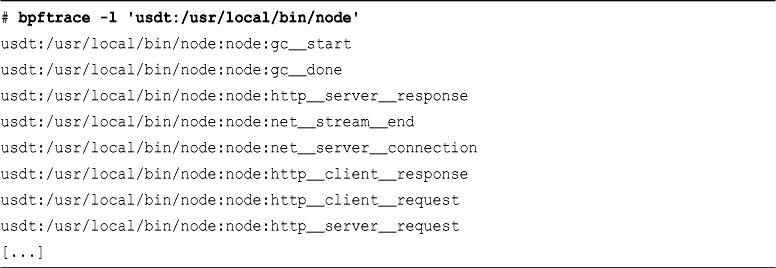 # bpftrace -l 'usdt:/usr/local/bin/node'
usdt:/usr/local/bin/node:node:gc__start
usdt:/usr/local/bin/node:node:gc__done
usdt:/usr/local/bin/node:node:http__server__response
usdt:/usr/local/bin/node:node:net__stream__end
usdt:/usr/local/bin/node:node:net__server__connection
usdt:/usr/local/bin/node:node:http__client__response
usdt:/usr/local/bin/node:node:http__client__request
usdt:/usr/local/bin/node:node:http__server__request
[...]